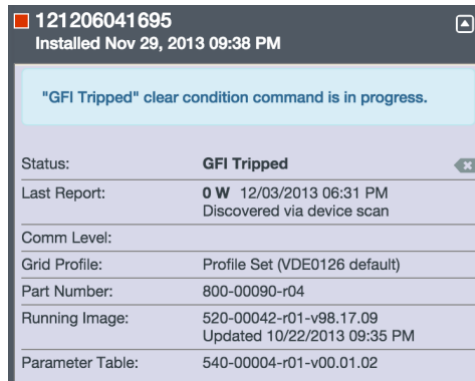 121206041695
Installed Nov 29, 2013 09:38 PM
"GFI Tripped" clear condition command is in progress.
Status: GFI Tripped
Last Report: 0 W 12/03/2013 06:31 PM
Discovered via device scan
Comm Level:
Grid Profile: Profile Set (VDE0126 default)
Part Number: 800-00090-r04
Running Image: 520-00042-r01-v98.17.09
Updated 10/22/2013 09:35 PM
Parameter Table: 540-00004-r01-v00.01.02